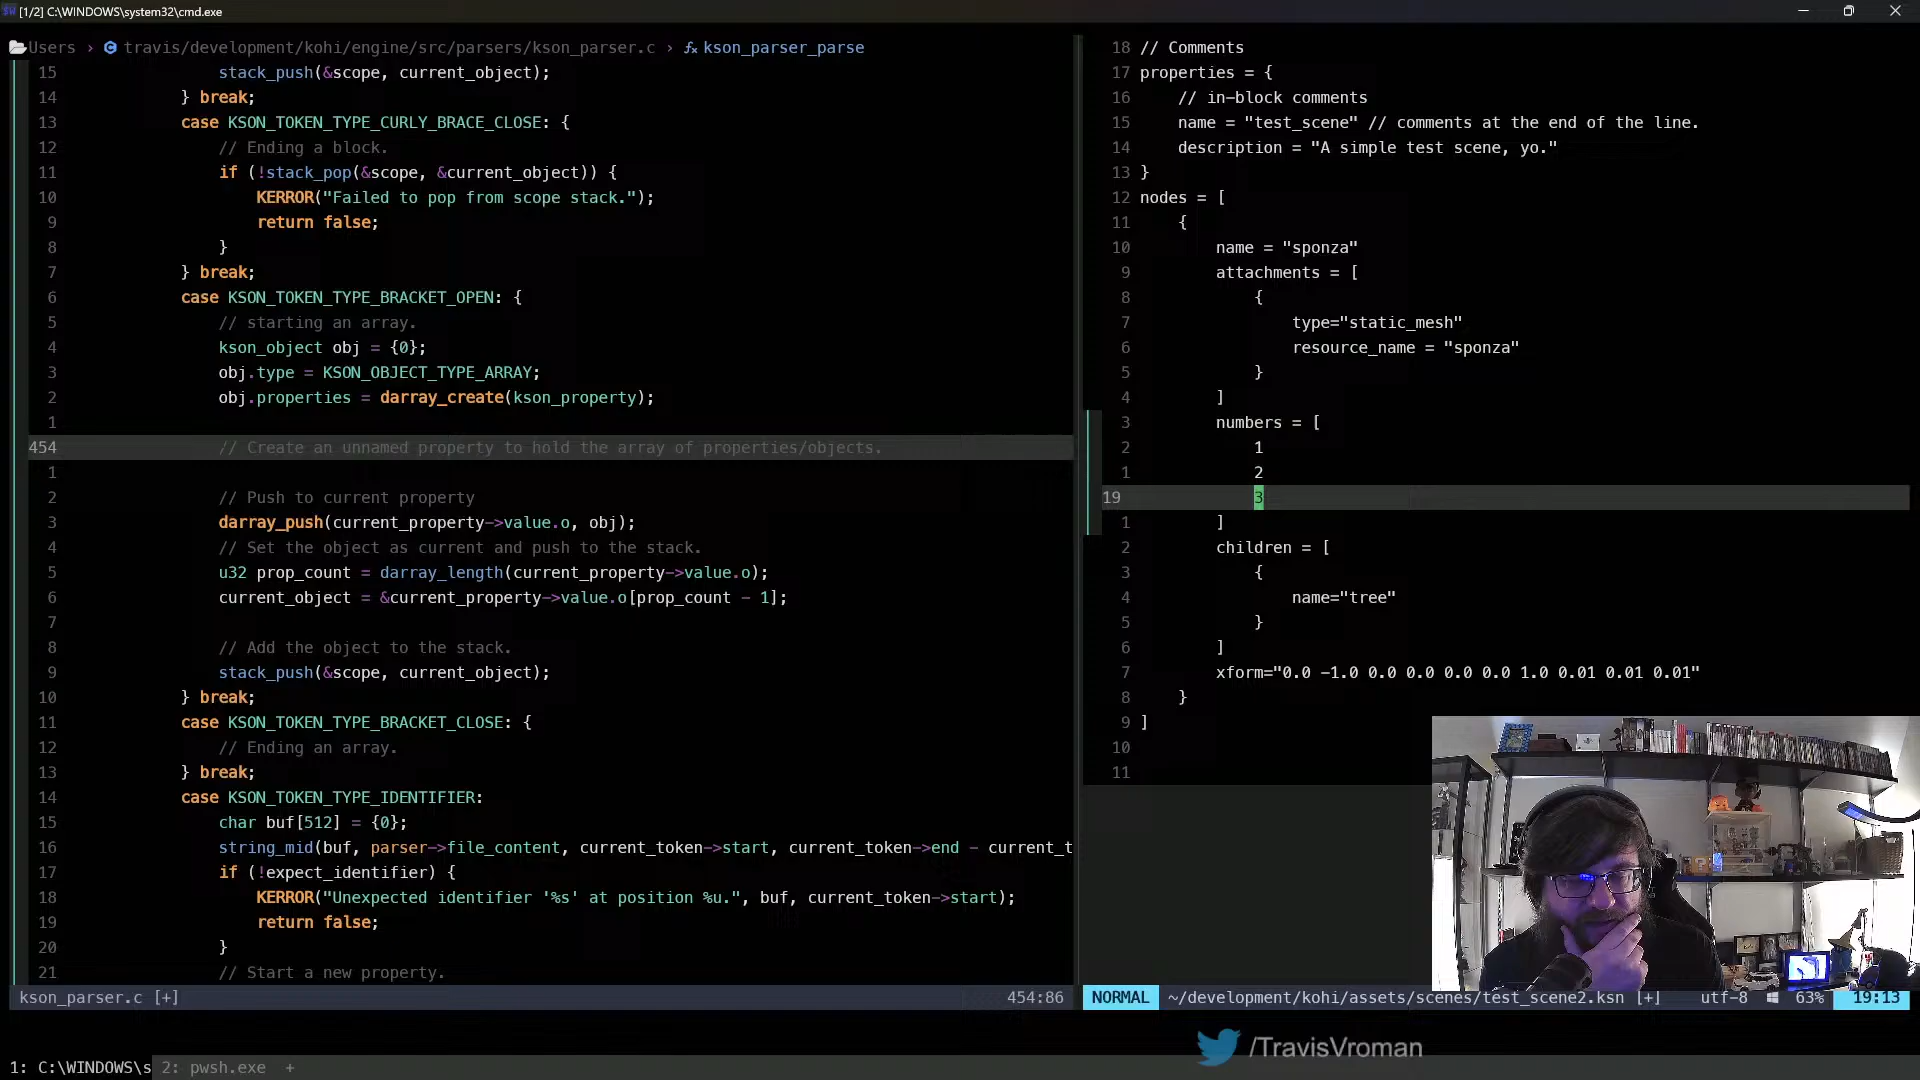 [1/2] C:\WINDOWS\system32\cmd.exe
Users › travis/development/kohi/engine/src/parsers/kson_parser.c › kson_parser_parse
15 stack_push(&scope, current_object);
14 } break;
13 case KSON_TOKEN_TYPE_CURLY_BRACE_CLOSE: {
12 // Ending a block.
11 if (!stack_pop(&scope, &current_object)) {
10 KERROR("Failed to pop from scope stack.");
9 return false;
8 }
7 } break;
6 case KSON_TOKEN_TYPE_BRACKET_OPEN: {
5 // starting an array.
4 kson_object obj = {0};
3 obj.type = KSON_OBJECT_TYPE_ARRAY;
2 obj.properties = darray_create(kson_property);
1
454 // Create an unnamed property to hold the array of properties/objects.
1
2 // Push to current property
3 darray_push(current_property->value.o, obj);
4 // Set the object as current and push to the stack.
5 u32 prop_count = darray_length(current_property->value.o);
6 current_object = &current_property->value.o[prop_count - 1];
7
8 // Add the object to the stack.
9 stack_push(&scope, current_object);
10 } break;
11 case KSON_TOKEN_TYPE_BRACKET_CLOSE: {
12 // Ending an array.
13 } break;
14 case KSON_TOKEN_TYPE_IDENTIFIER:
15 char buf[512] = {0};
16 string_mid(buf, parser->file_content, current_token->start, current_token->end - current_t
17 if (!expect_identifier) {
18 KERROR("Unexpected identifier '%s' at position %u.", buf, current_token->start);
19 return false;
20 }
21 // Start a new property.
kson_parser.c [+] 454:86
18 // Comments
17 properties = {
16 // in-block comments
15 name = "test_scene" // comments at the end of the line.
14 description = "A simple test scene, yo."
13 }
12 nodes = [
11 {
10 name = "sponza"
9 attachments = [
8 {
7 type="static_mesh"
6 resource_name = "sponza"
5 }
4 ]
3 numbers = [
2 1
1 2
19 3
1 ]
2 children = [
3 {
4 name="tree"
5 }
6 ]
7 xform="0.0 -1.0 0.0 0.0 0.0 0.0 1.0 0.01 0.01 0.01"
8 }
9 ]
10
11
NORMAL ~/development/kohi/assets/scenes/test_scene2.ksn [+] utf-8 63% 19:13
/TravisVroman
1: C:\WINDOWS\s 2: pwsh.exe +